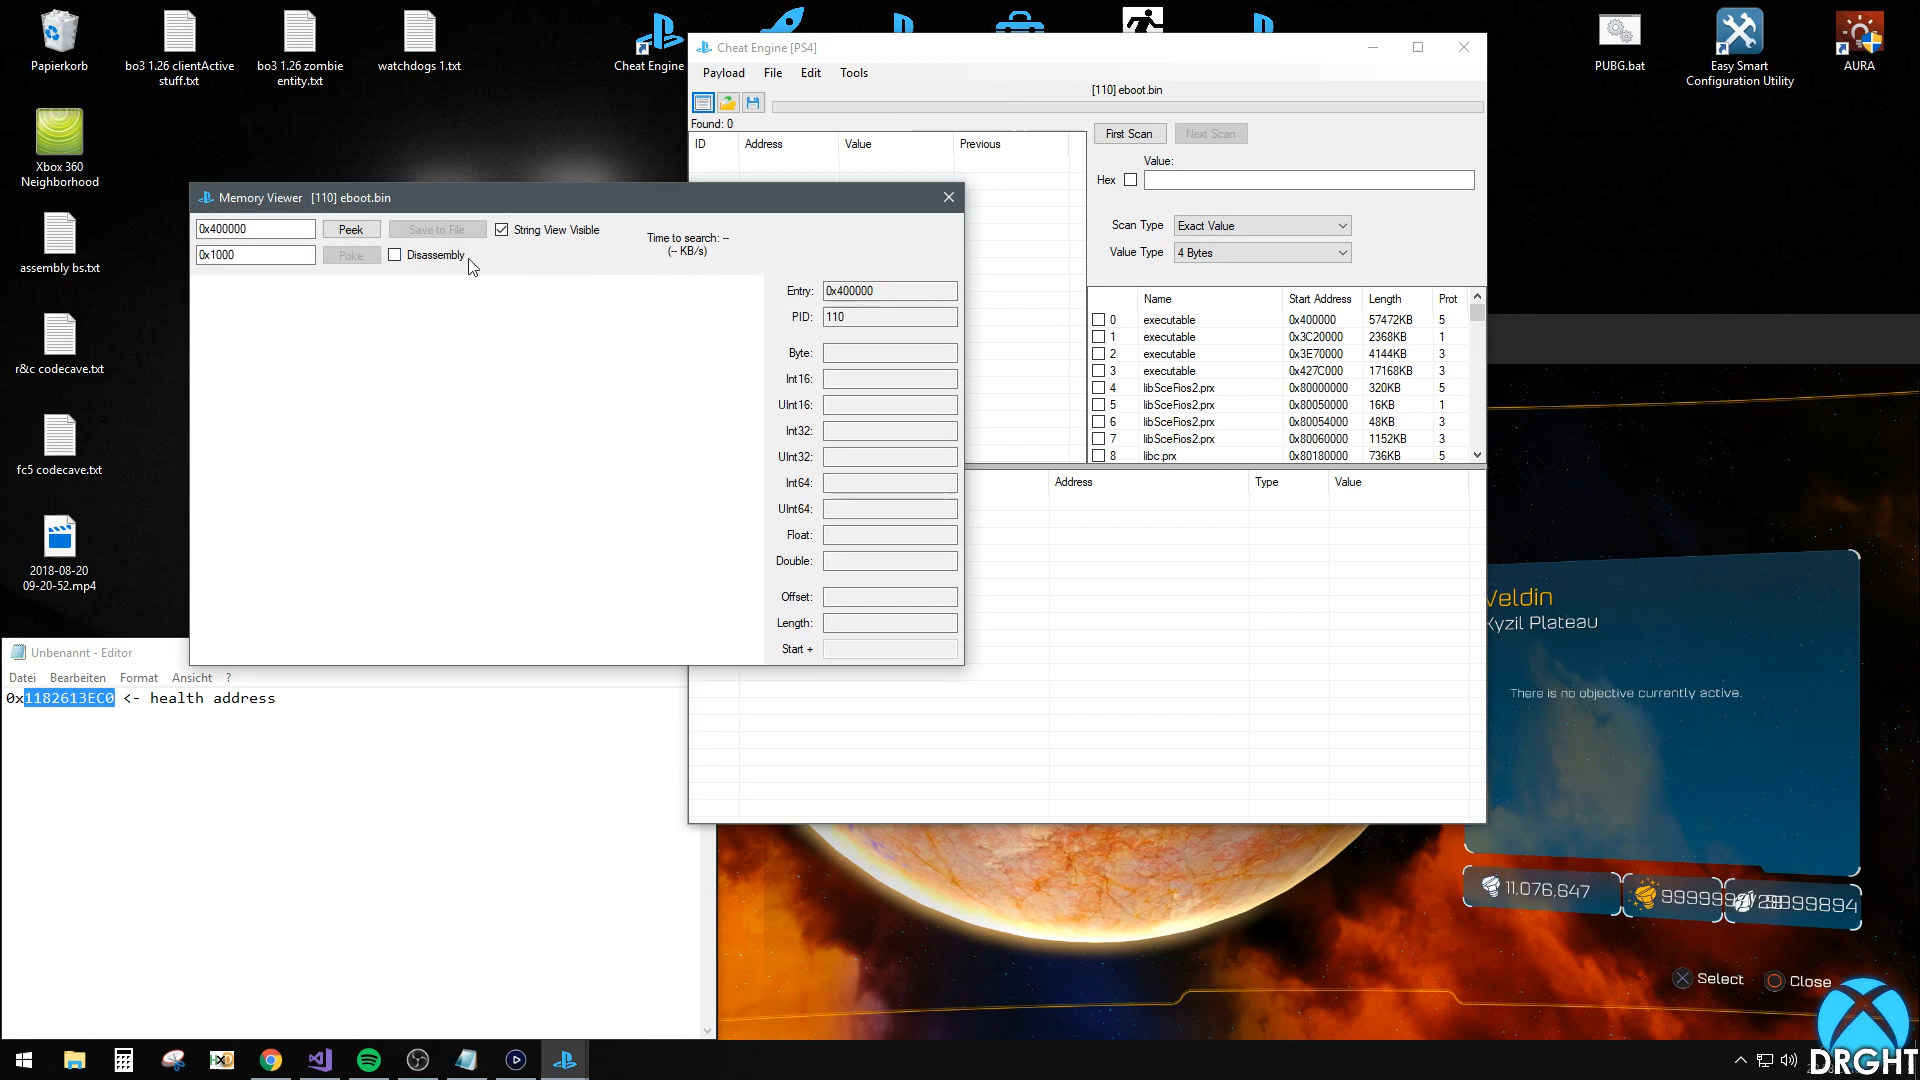 Papierkorb
bo3 1.26 clientActive
stuff.txt
bo3 1.26 zombie
entity.txt
watchdogs 1.txt
Cheat Engine
PUBG.bat
Easy Smart
Configuration Utility
AURA
Xbox 360
Neighborhood
assembly bs.txt
r&c codecave.txt
fc5 codecave.txt
2018-08-20
09-20-52.mp4
Cheat Engine [PS4]
Payload File Edit Tools
[110] eboot.bin
Found: 0
ID Address Value Previous
First Scan Next Scan
Value:
Hex
Scan Type Exact Value
Value Type 4 Bytes
Name Start Address Length Prot
0 executable 0x400000 57472KB 5
1 executable 0x3C20000 2368KB 1
2 executable 0x3E70000 4144KB 3
3 executable 0x427C000 17168KB 3
4 libSceFios2.prx 0x80000000 320KB 5
5 libSceFios2.prx 0x80050000 16KB 1
6 libSceFios2.prx 0x80054000 48KB 3
7 libSceFios2.prx 0x80060000 1152KB 3
8 libc.prx 0x80180000 736KB 5
Address Type Value
Memory Viewer [110] eboot.bin
0x400000 Peek Save to File String View Visible
0x1000 Poke Disassembly
Time to search: --
(-- KB/s)
Entry: 0x400000
PID: 110
Byte:
Int16:
UInt16:
Int32:
UInt32:
Int64:
UInt64:
Float:
Double:
Offset:
Length:
Start +
Unbenannt - Editor
Datei Bearbeiten Format Ansicht ?
0x1182613EC0 <- health address
Veldin
Kyzil Plateau
There is no objective currently active.
11,076,647
9999894
Select Close
DRGHT